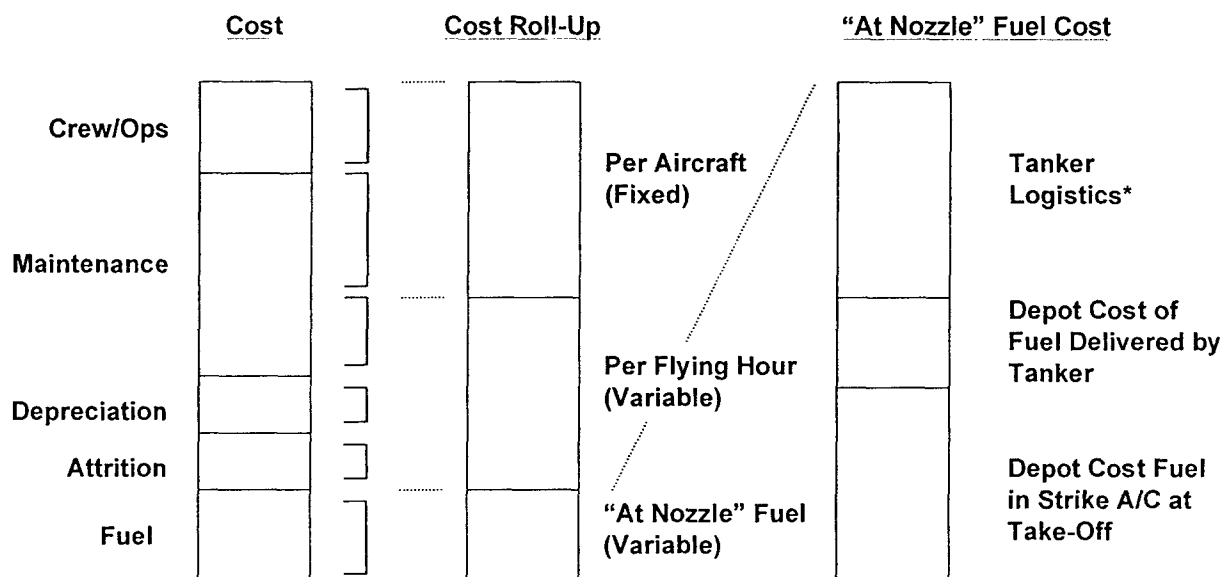 Cost
Cost Roll-Up
“At Nozzle” Fuel Cost
Crew/Ops
Maintenance
Depreciation
Attrition
Fuel
Per Aircraft
(Fixed)
Per Flying Hour
(Variable)
“At Nozzle” Fuel
(Variable)
Tanker
Logistics*
Depot Cost of
Fuel Delivered by
Tanker
Depot Cost Fuel
in Strike A/C at
Take-Off